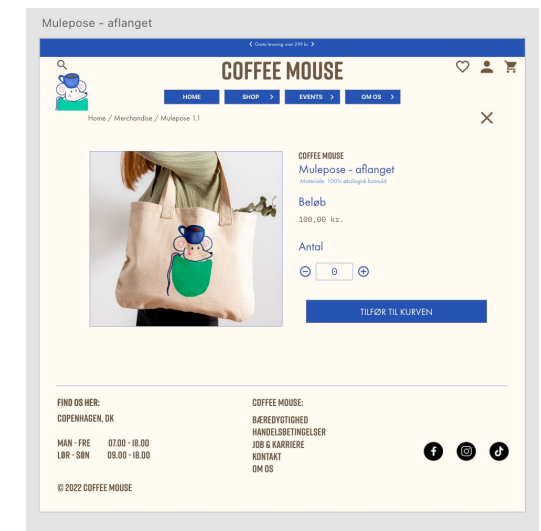 Mulepose - aflanget
Gratis levering over 299 kr.
COFFEE MOUSE
HOME SHOP > EVENTS > OM OS >
Home / Merchandise / Mulepose 1.1
COFFEE MOUSE
Mulepose - aflanget
Materiale: 100% økologisk bomuld
Beløb
100,00 kr.
Antal
0
TILFØR TIL KURVEN
FIND OS HER:
COPENHAGEN, DK
MAN - FRE 07.00 - 18.00
LØR - SØN 09.00 - 18.00
© 2022 COFFEE MOUSE
COFFEE MOUSE:
BÆREDYGTIGHED
HANDELSBETINGELSER
JOB & KARRIERE
KONTAKT
OM OS